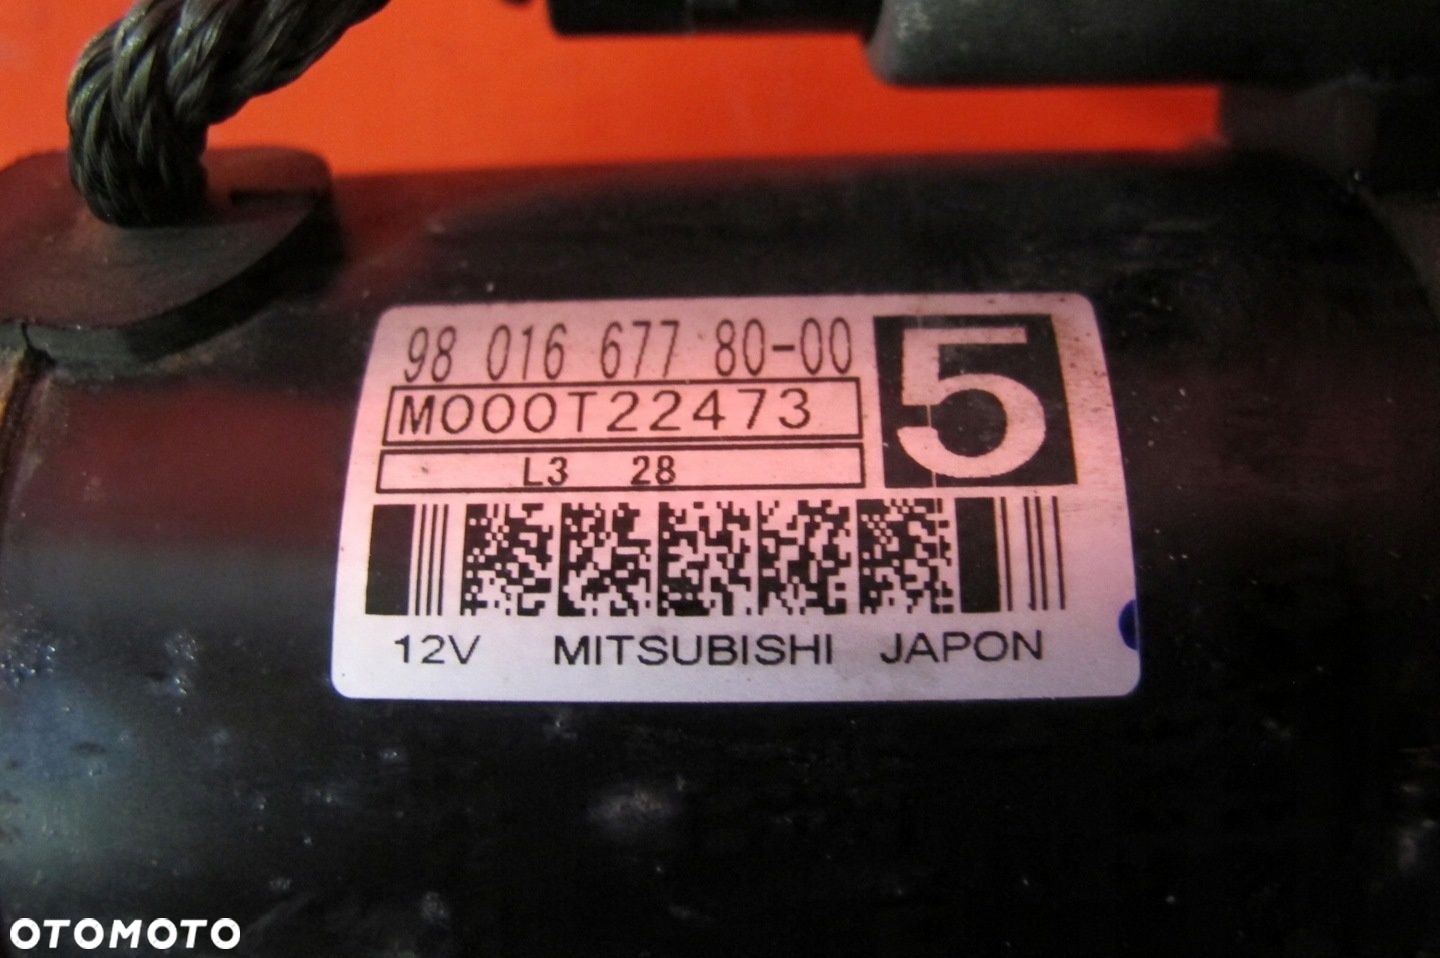 98 016 677 80-00
5
M000T22473
L3 28
12V MITSUBISHI JAPON
OTOMOTO